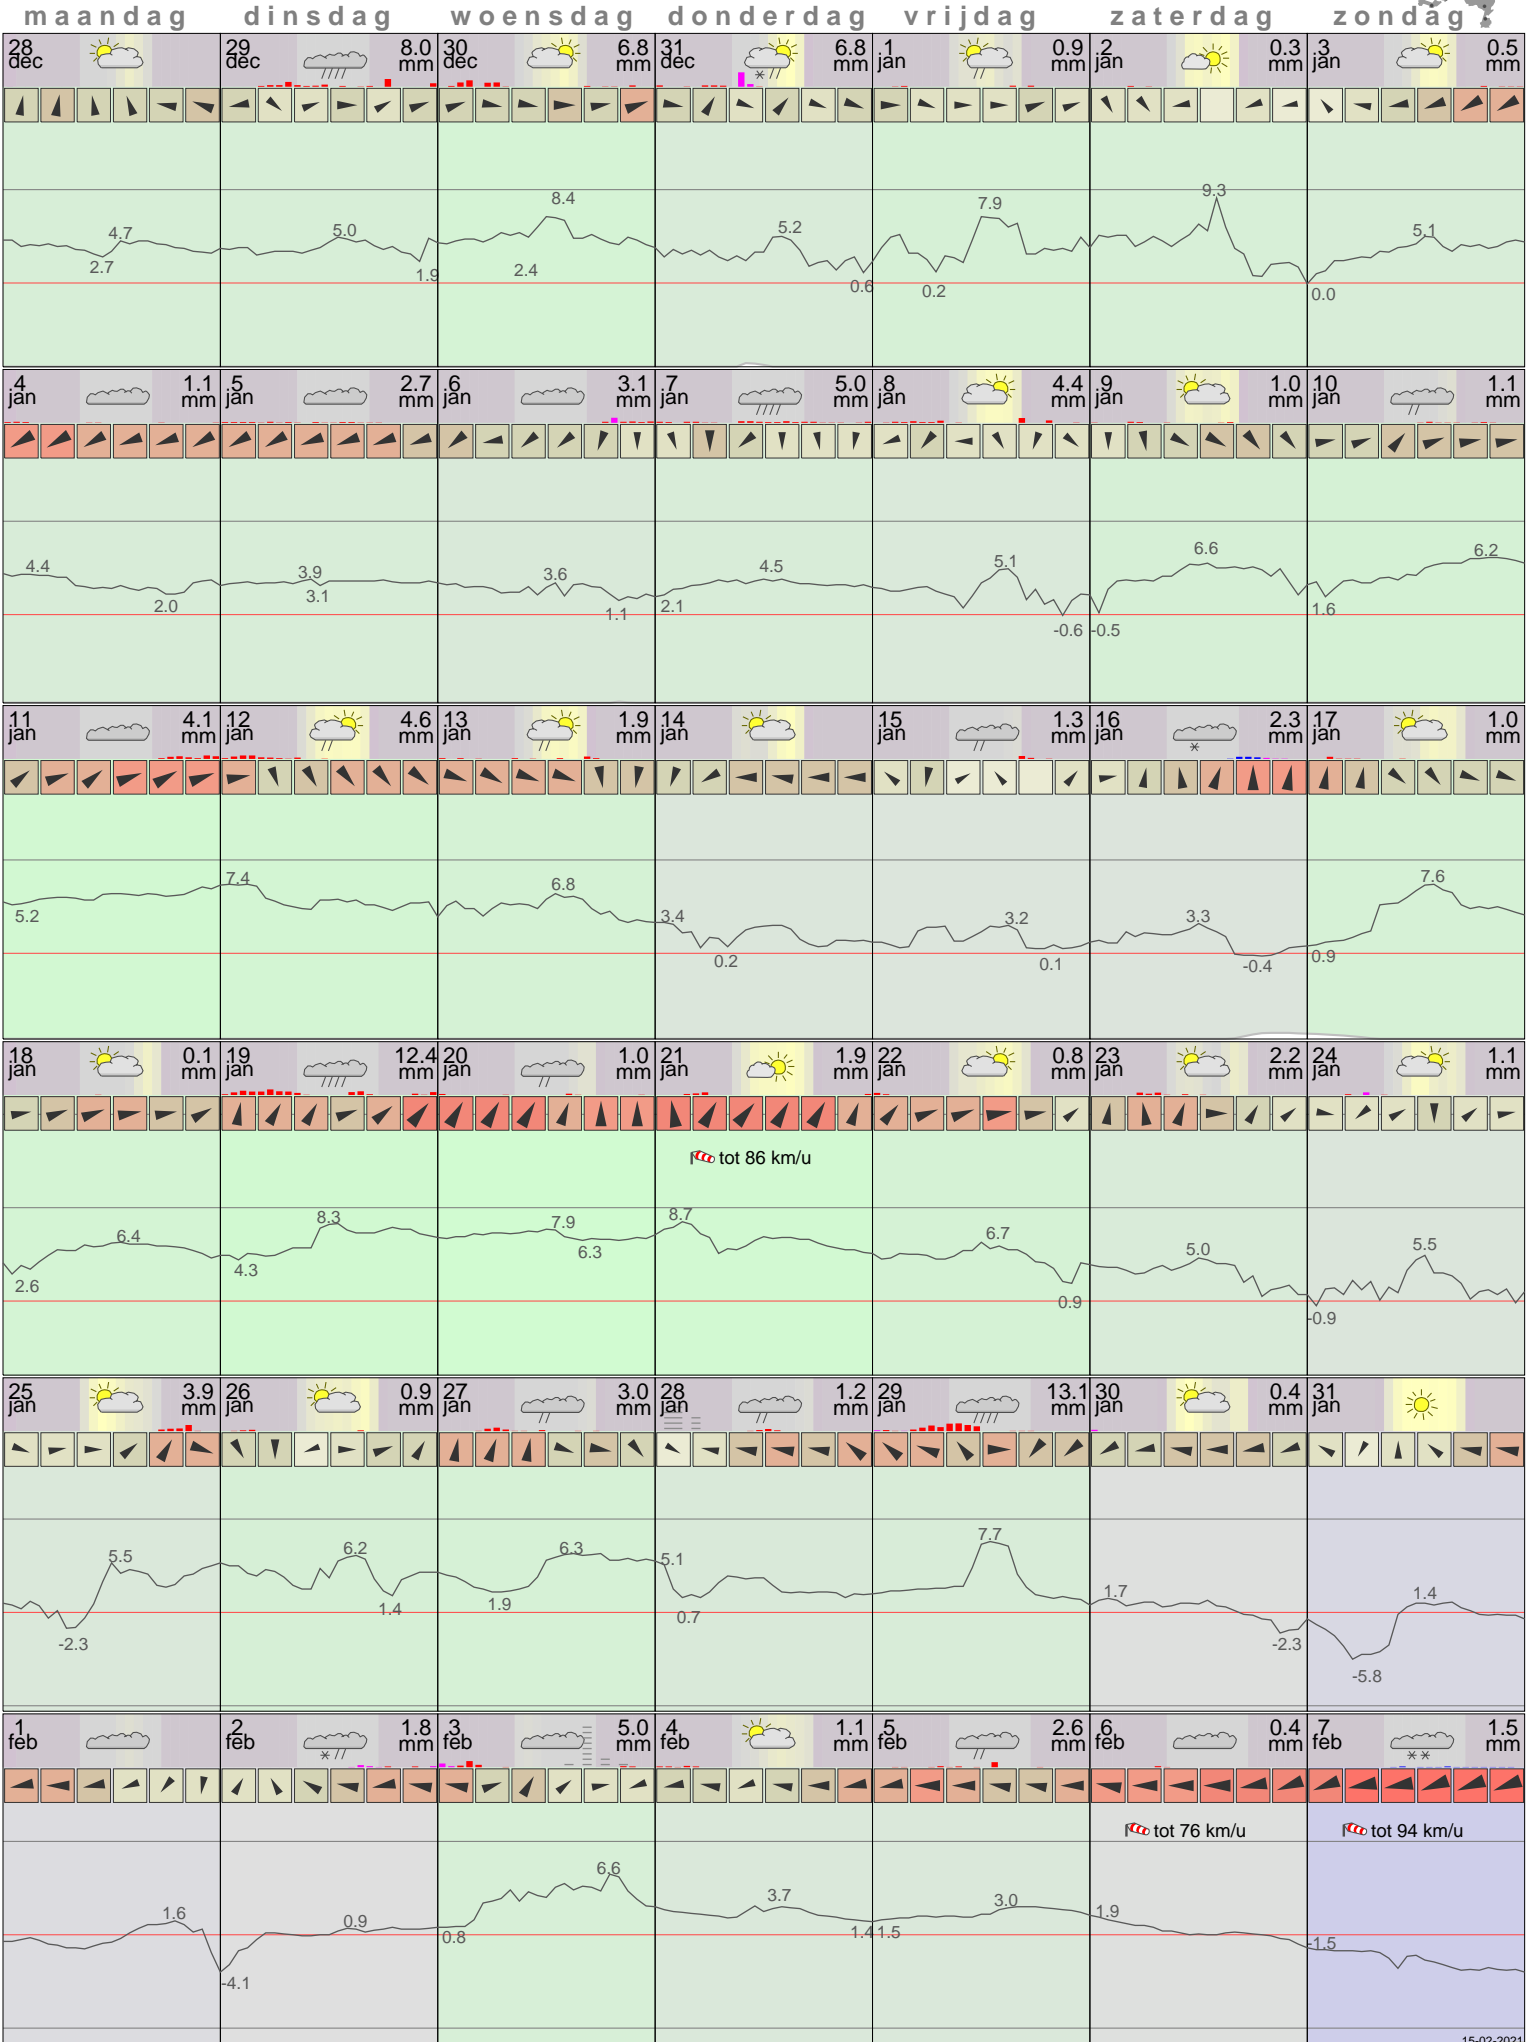 maandag dinsdag woensdag donderdag vrijdag zaterdag zondag
28 dec
29 dec 8.0 mm
30 dec 6.8 mm
31 dec 6.8 mm
1 jan 0.9 mm
2 jan 0.3 mm
3 jan 0.5 mm
4.7 2.7
5.0 1.9
8.4 2.4
5.2 0.6
7.9 0.2
9.3
5.1 0.0
4 jan 1.1 mm
5 jan 2.7 mm
6 jan 3.1 mm
7 jan 5.0 mm
8 jan 4.4 mm
9 jan 1.0 mm
10 jan 1.1 mm
4.4 2.0
3.9 3.1
3.6 1.1
4.5 2.1
5.1 -0.6
6.6 -0.5
6.2 1.6
11 jan 4.1 mm
12 jan 4.6 mm
13 jan 1.9 mm
14 jan
15 jan 1.3 mm
16 jan 2.3 mm
17 jan 1.0 mm
5.2
7.4
6.8
3.4 0.2
3.2 0.1
3.3 -0.4
7.6 0.9
18 jan 0.1 mm
19 jan 12.4 mm
20 jan 1.0 mm
21 jan 1.9 mm
22 jan 0.8 mm
23 jan 2.2 mm
24 jan 1.1 mm
tot 86 km/u
6.4 2.6
8.3 4.3
7.9 6.3
8.7
6.7 0.9
5.0
5.5 -0.9
25 jan 3.9 mm
26 jan 0.9 mm
27 jan 3.0 mm
28 jan 1.2 mm
29 jan 13.1 mm
30 jan 0.4 mm
31 jan
5.5 -2.3
6.2 1.4
6.3 1.9
5.1 0.7
7.7
1.7 -2.3
1.4 -5.8
1 feb
2 feb 1.8 mm
3 feb 5.0 mm
4 feb 1.1 mm
5 feb 2.6 mm
6 feb 0.4 mm
7 feb 1.5 mm
tot 76 km/u
tot 94 km/u
1.6
0.9 -4.1
6.6 0.8
3.7 1.4
3.0 1.5
1.9
-1.5
15-02-2021